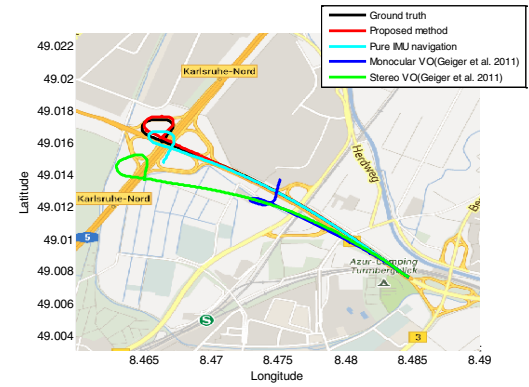 Ground truth
Proposed method
Pure IMU navigation
Monocular VO(Geiger et al. 2011)
Stereo VO(Geiger et al. 2011)
49.022
49.02
49.018
49.016
49.014
49.012
49.01
49.008
49.006
49.004
Latitude
Karlsruhe-Nord
Herdweg
Karlsruhe-Nord
Be
5
Azur-Camping
Turmbergblick
S
3
8.465
8.47
8.475
8.48
8.485
8.49
Longitude